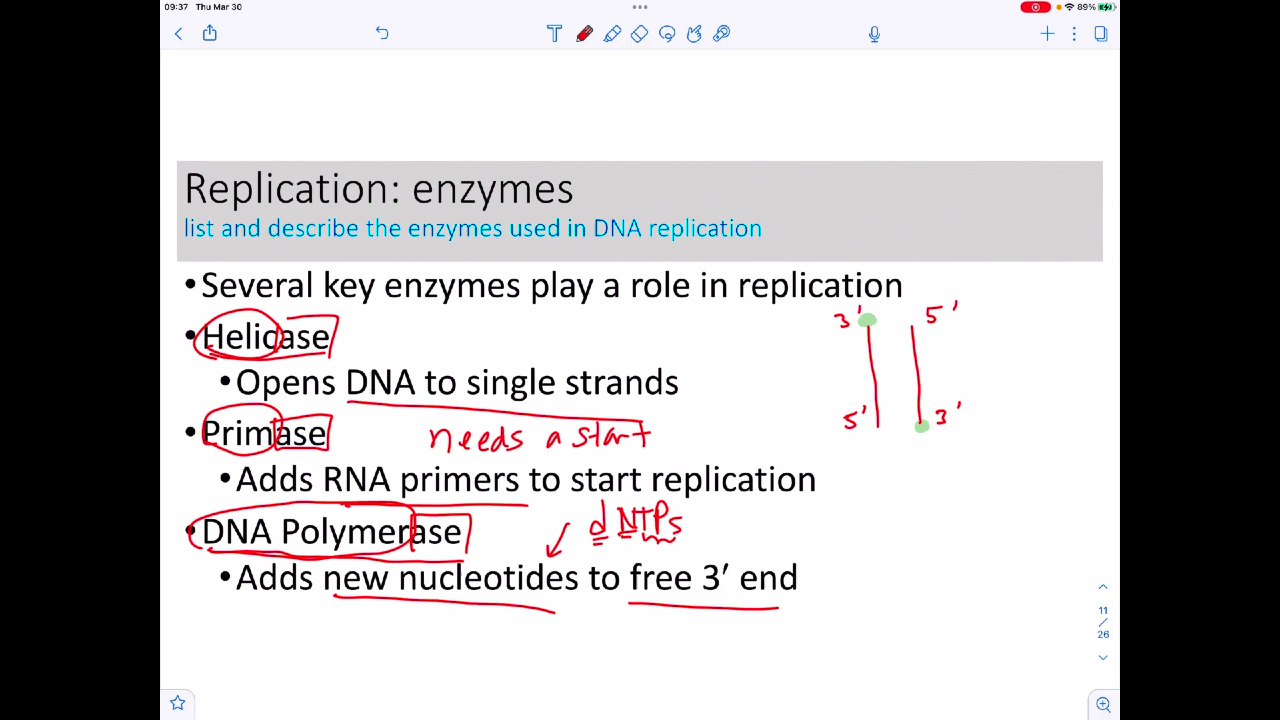 09:37 Thu Mar 30
89%
T
Replication: enzymes
list and describe the enzymes used in DNA replication
•Several key enzymes play a role in replication
3' 5'
•Helicase
•Opens DNA to single strands
5' 3'
•Primase
needs a start
•Adds RNA primers to start replication
dNTPs
•DNA Polymerase
•Adds new nucleotides to free 3′ end
11
/
26